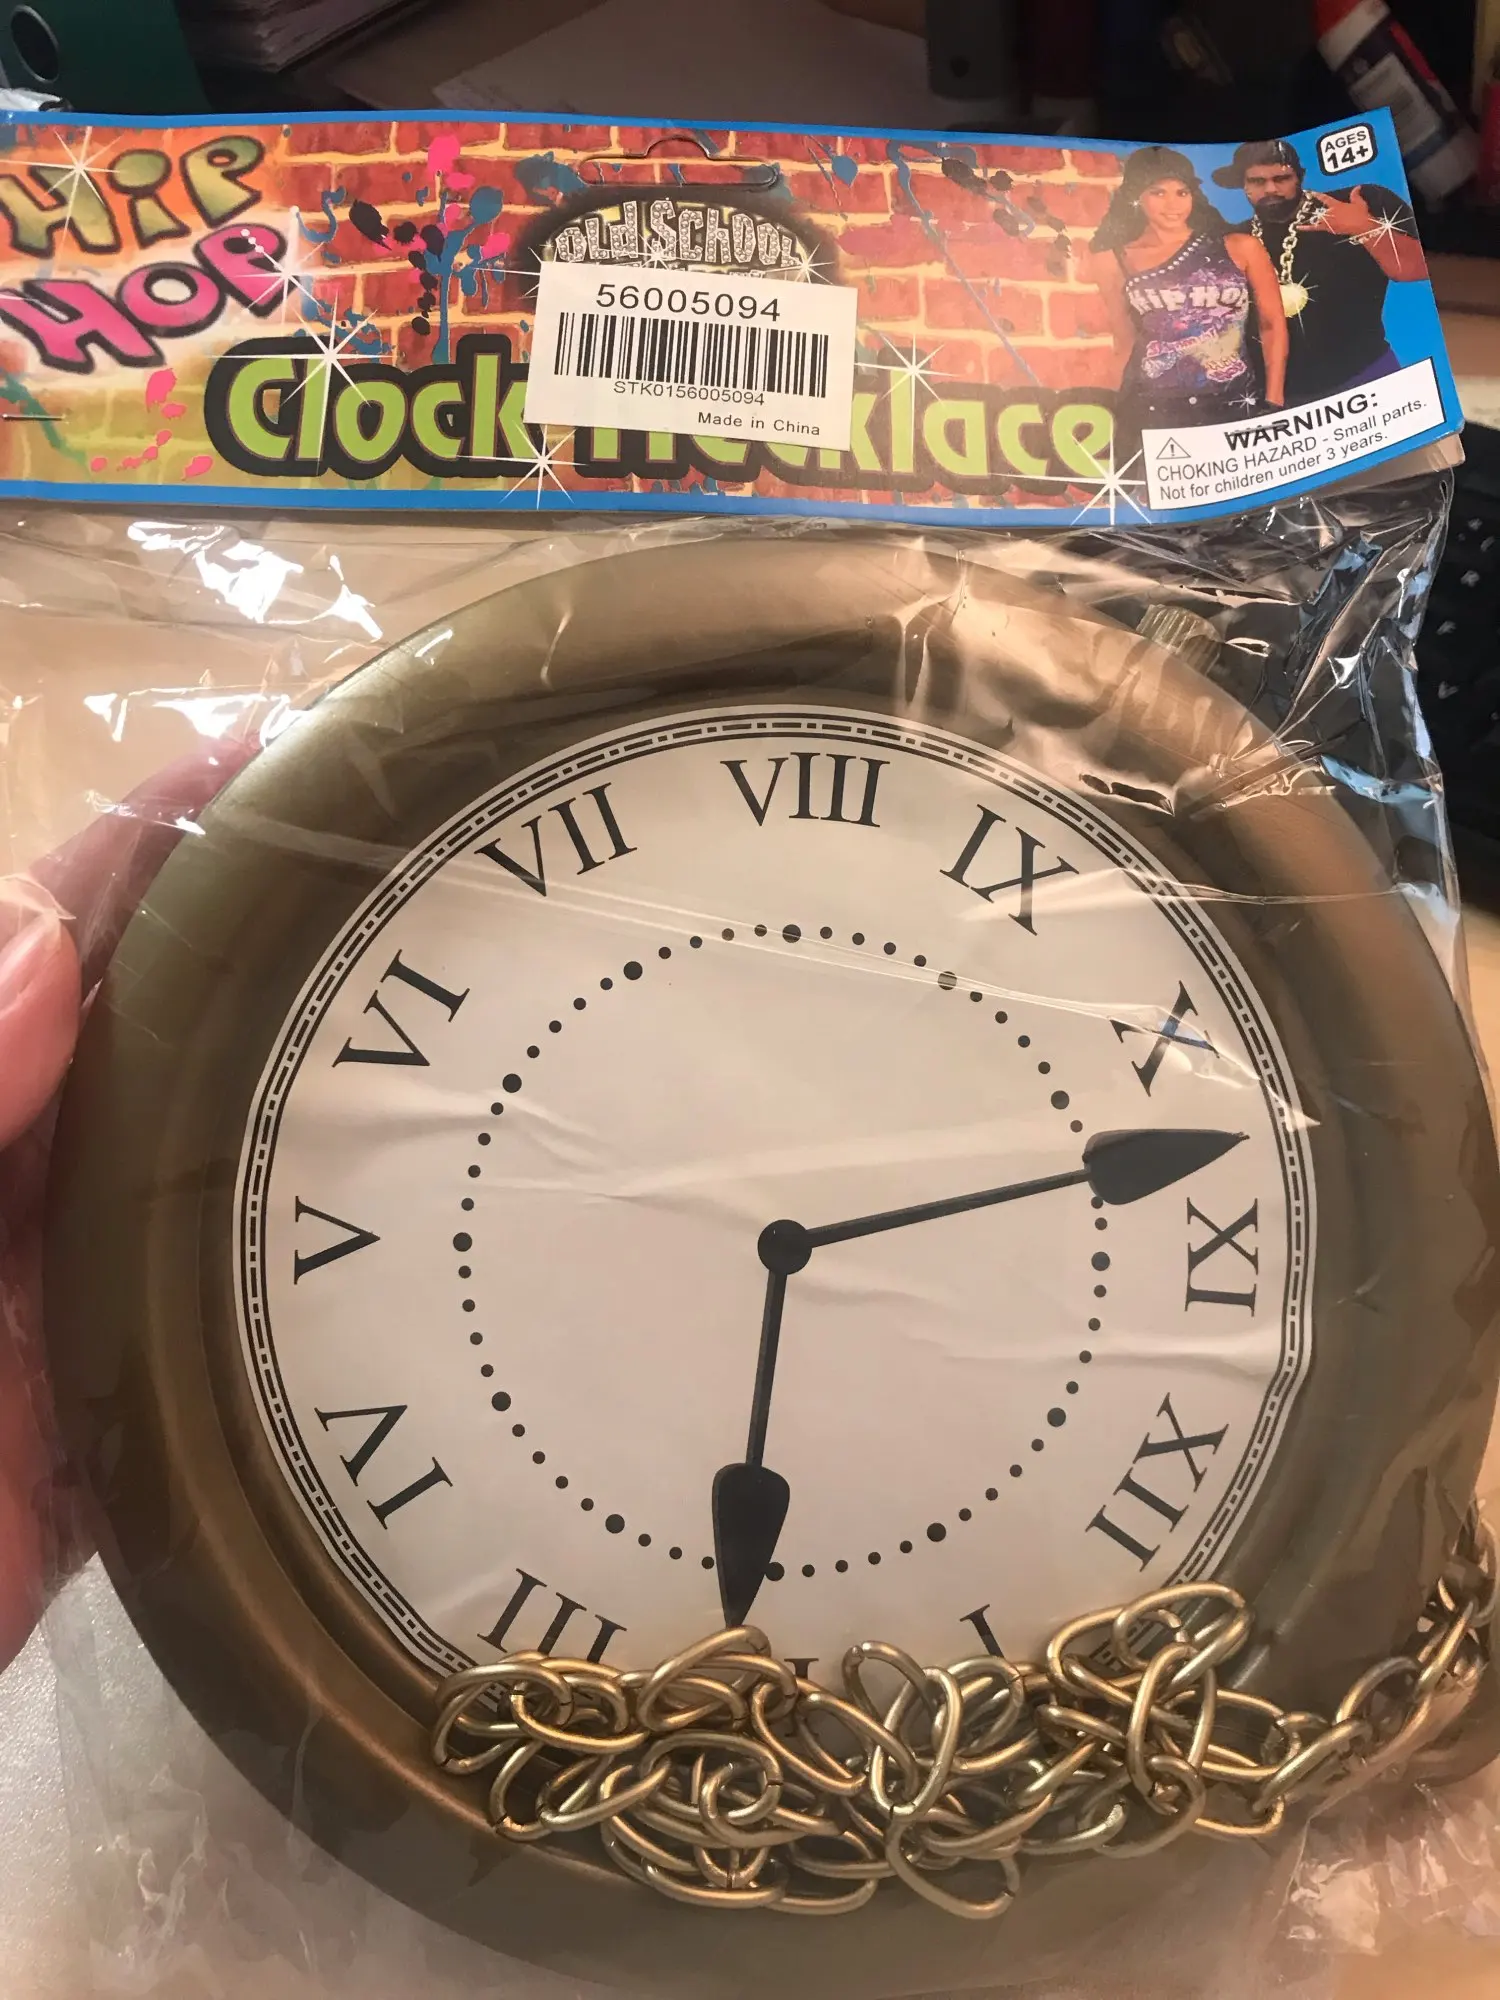 HIP
HOP
OLD SCHOOL
AGES
14+
56005094
STK0156005094
Made in China
Clock Necklace
HIP HOP
WARNING:
CHOKING HAZARD - Small parts.
Not for children under 3 years.
VIII
VII
IX
VI
X
V
XI
IV
XII
III
I